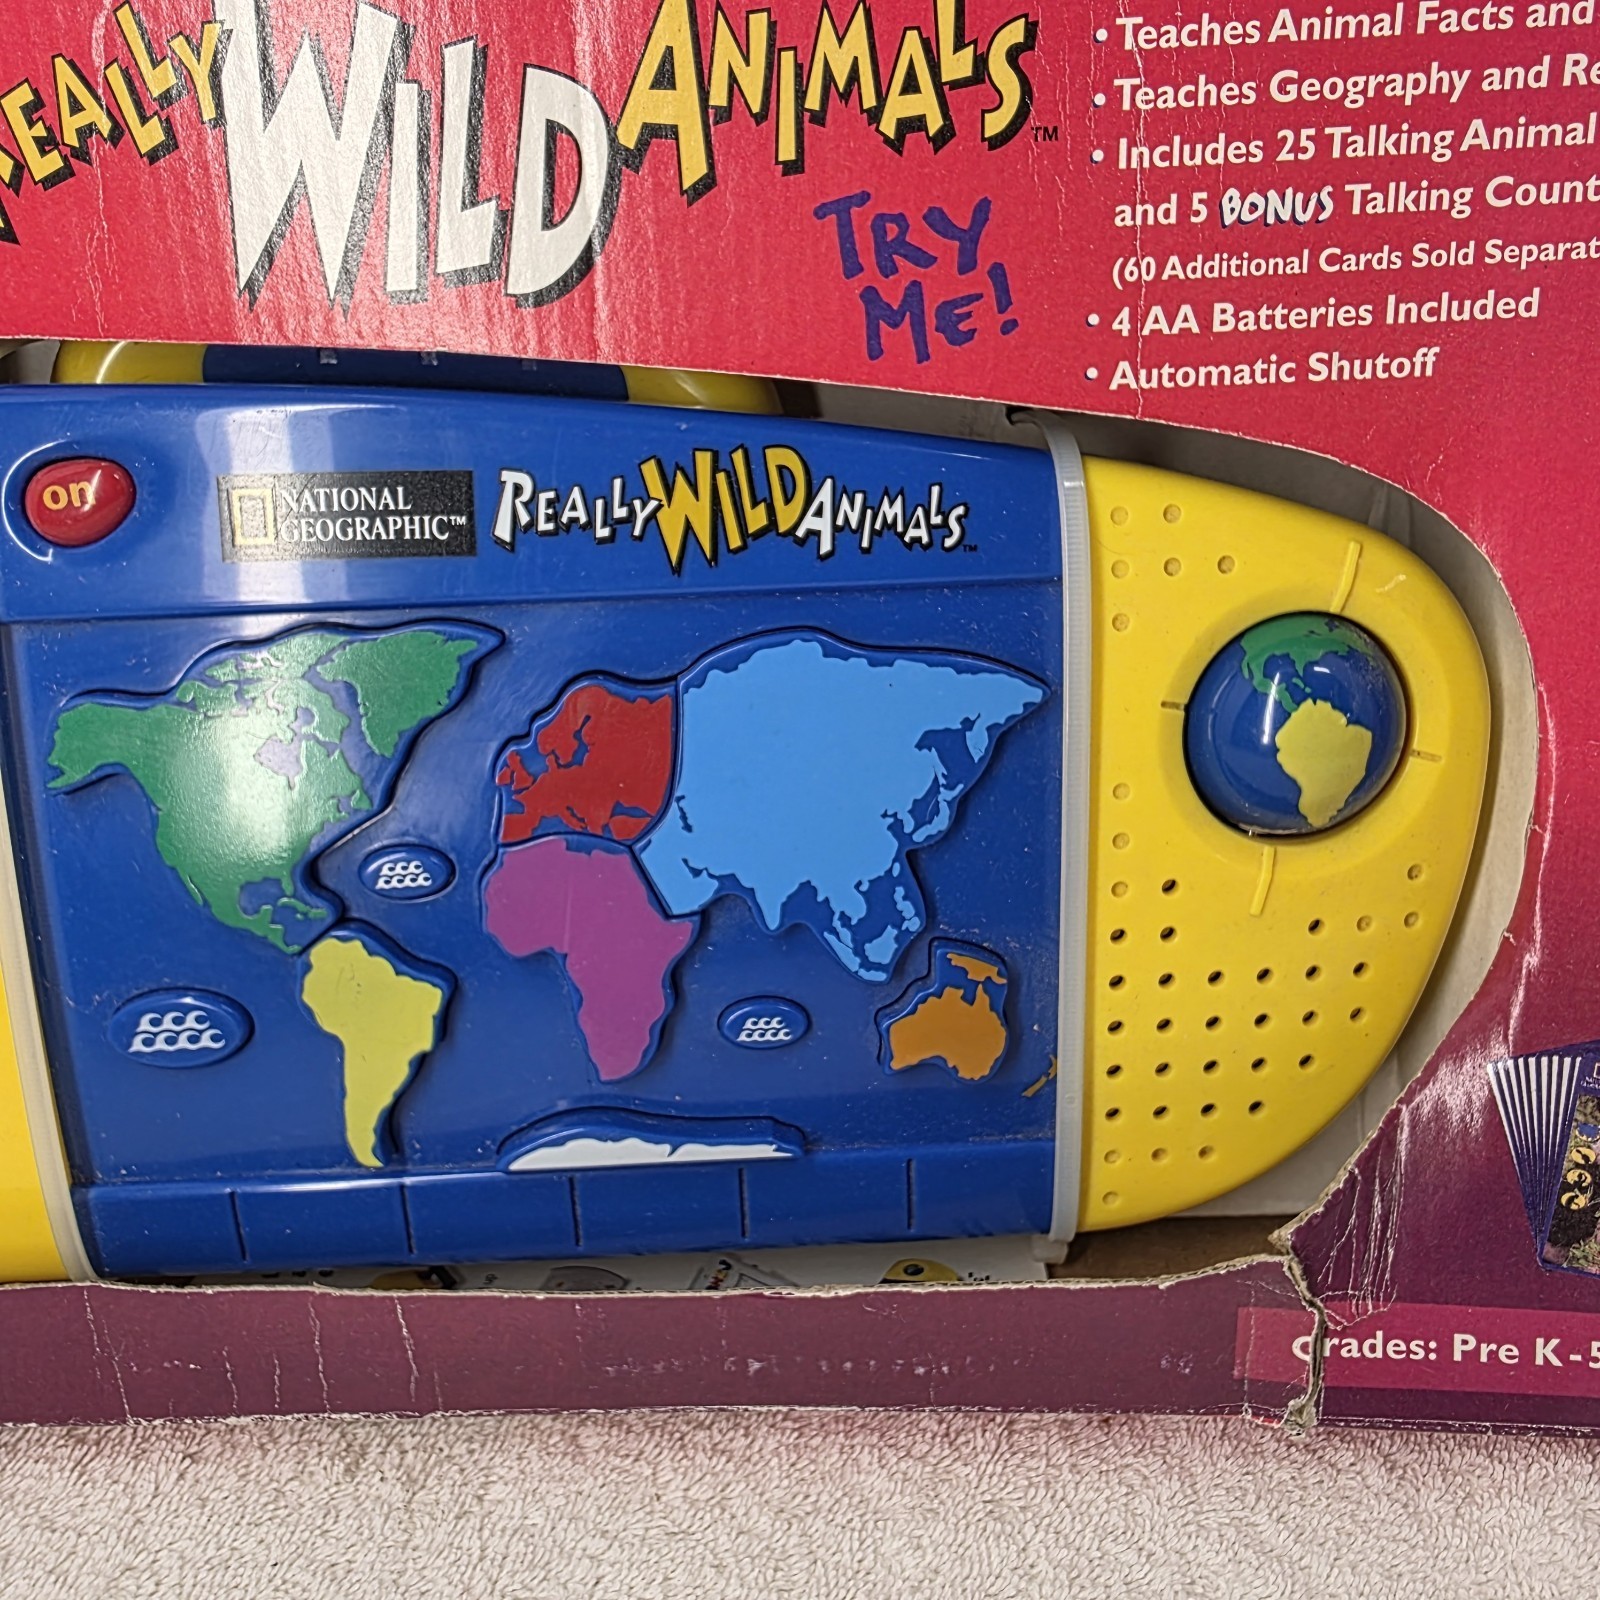 REALLY WILD ANIMALS™
TRY
ME!
• Teaches Animal Facts and
• Teaches Geography and Re
• Includes 25 Talking Animal
and 5 BONUS Talking Count
(60 Additional Cards Sold Separat
• 4 AA Batteries Included
• Automatic Shutoff
on
NATIONAL
GEOGRAPHIC™
REALLY WILD ANIMALS™
Grades: Pre K - 5